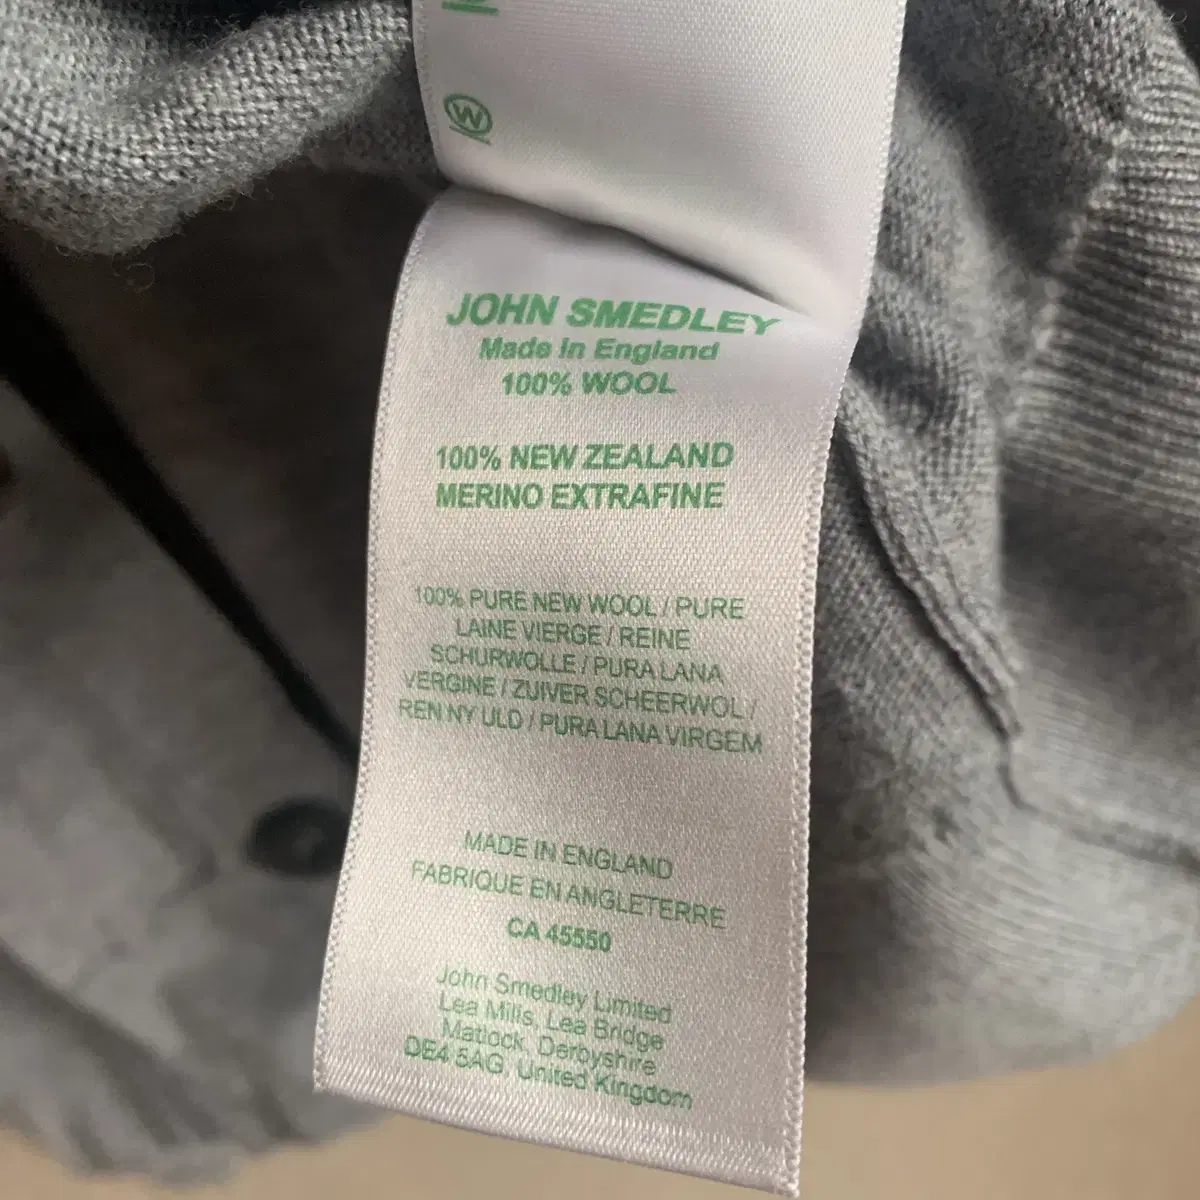 W
JOHN SMEDLEY
Made in England
100% WOOL
100% NEW ZEALAND
MERINO EXTRAFINE
100% PURE NEW WOOL / PURE
LAINE VIERGE / REINE
SCHURWOLLE / PURA LANA
VERGINE / ZUIVER SCHEERWOL /
REN NY ULD / PURA LANA VIRGEM
MADE IN ENGLAND
FABRIQUE EN ANGLETERRE
CA 45550
John Smedley Limited
Lea Mills, Lea Bridge
Matlock, Derbyshire
DE4 5AG, United Kingdom